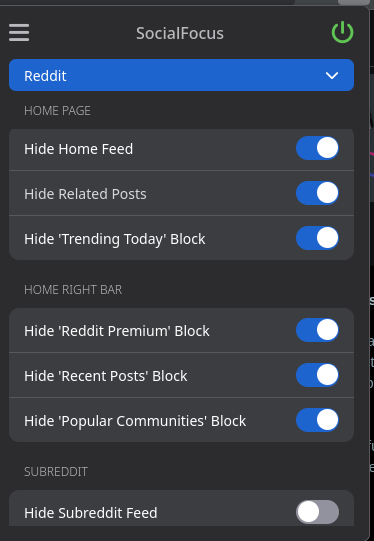 SocialFocus
Reddit
HOME PAGE
Hide Home Feed
Hide Related Posts
Hide 'Trending Today' Block
HOME RIGHT BAR
Hide 'Reddit Premium' Block
Hide 'Recent Posts' Block
Hide 'Popular Communities' Block
SUBREDDIT
Hide Subreddit Feed